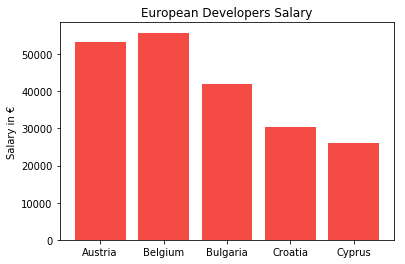 European Developers Salary
Salary in €
50000
40000
30000
20000
10000
0
Austria Belgium Bulgaria Croatia Cyprus